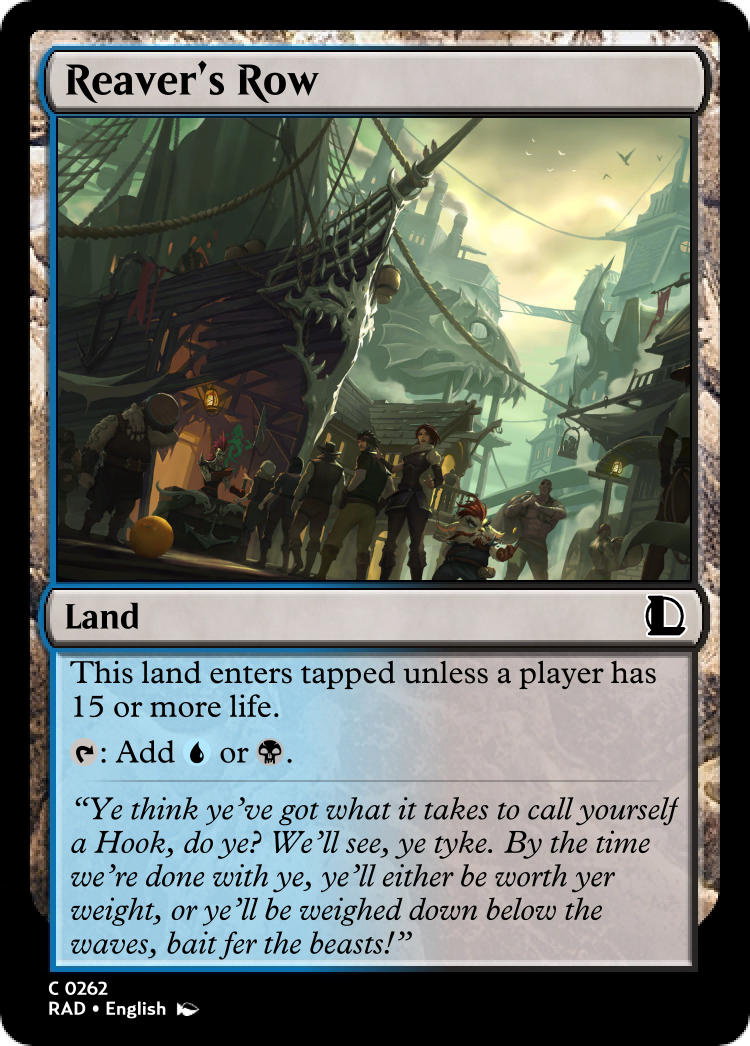 Reaver's Row
Land
This land enters tapped unless a player has
15 or more life.
: Add or .
“Ye think ye’ve got what it takes to call yourself
a Hook, do ye? We’ll see, ye tyke. By the time
we’re done with ye, ye’ll either be worth yer
weight, or ye’ll be weighed down below the
waves, bait fer the beasts!”
C 0262
RAD • English